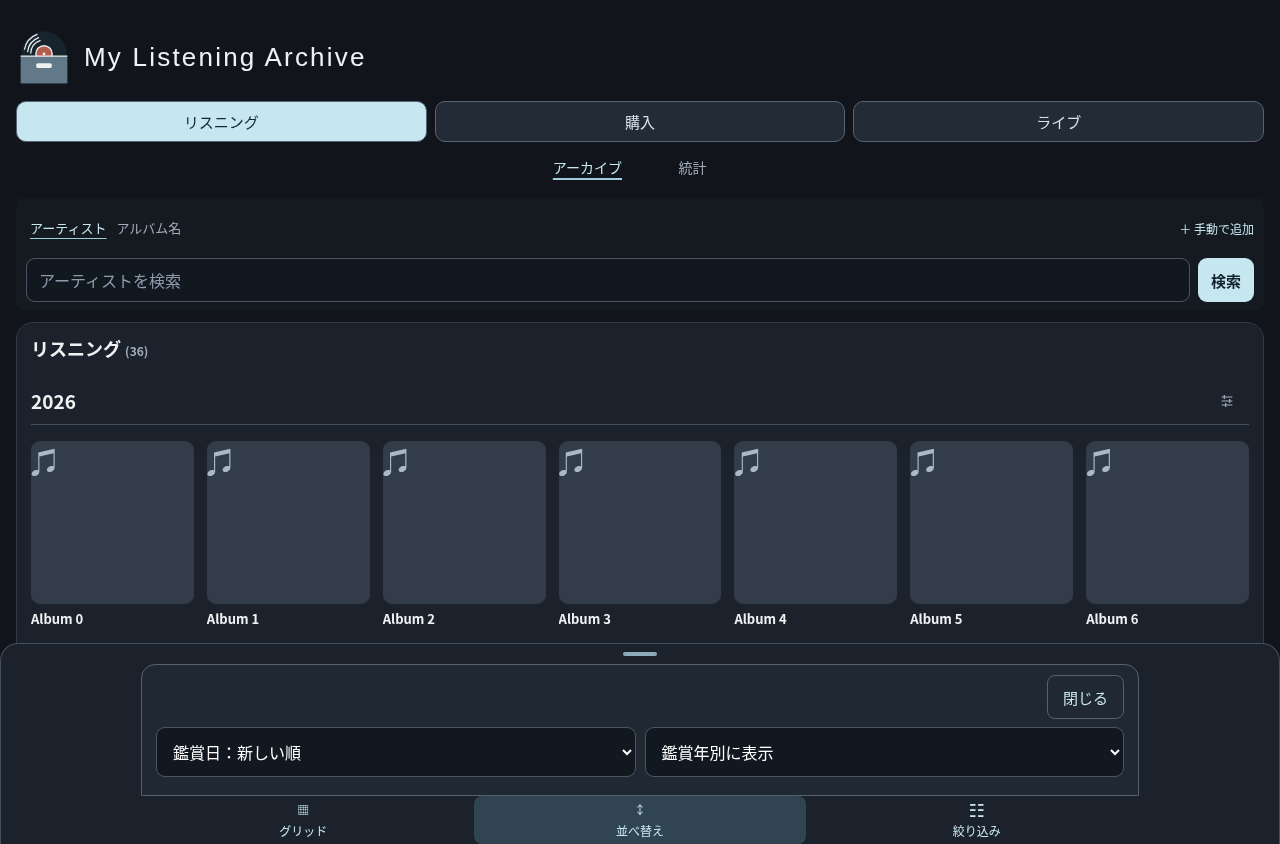 My Listening Archive
リスニング 購入 ライブ
アーカイブ 統計
アーティスト アルバム名 ＋ 手動で追加
アーティストを検索 検索
リスニング (36)
2026
Album 0 Album 1 Album 2 Album 3 Album 4 Album 5 Album 6
閉じる
鑑賞日：新しい順 鑑賞年別に表示
グリッド 並べ替え 絞り込み